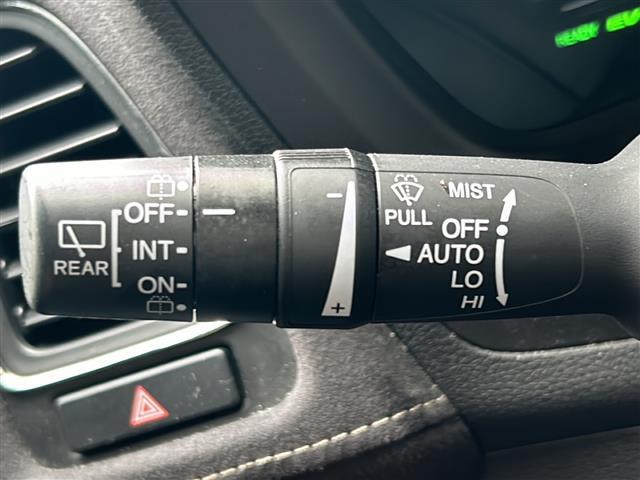 OFF
INT
REAR
ON
-
+
PULL
MIST
OFF
AUTO
LO
HI
READY